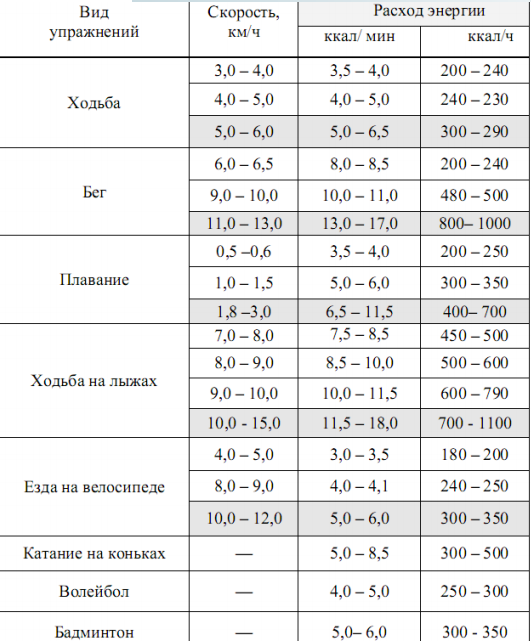 Вид упражнений Скорость, км/ч Расход энергии
ккал/ мин ккал/ч
Ходьба
3,0 – 4,0 3,5 – 4,0 200 – 240
4,0 – 5,0 4,0 – 5,0 240 – 230
5,0 – 6,0 5,0 – 6,5 300 – 290
Бег
6,0 – 6,5 8,0 – 8,5 200 – 240
9,0 – 10,0 10,0 – 11,0 480 – 500
11,0 – 13,0 13,0 – 17,0 800– 1000
Плавание
0,5 –0,6 3,5 – 4,0 200 – 250
1,0 – 1,5 5,0 – 6,0 300 – 350
1,8 –3,0 6,5 – 11,5 400– 700
Ходьба на лыжах
7,0 – 8,0 7,5 – 8,5 450 – 500
8,0 – 9,0 8,5 – 10,0 500 – 600
9,0 – 10,0 10,0 – 11,5 600 – 790
10,0 - 15,0 11,5 – 18,0 700 - 1100
Езда на велосипеде
4,0 – 5,0 3,0 – 3,5 180 – 200
8,0 – 9,0 4,0 – 4,1 240 – 250
10,0 – 12,0 5,0 – 6,0 300 – 350
Катание на коньках — 5,0 – 8,5 300 – 500
Волейбол — 4,0 – 5,0 250 – 300
Бадминтон — 5,0– 6,0 300 - 350